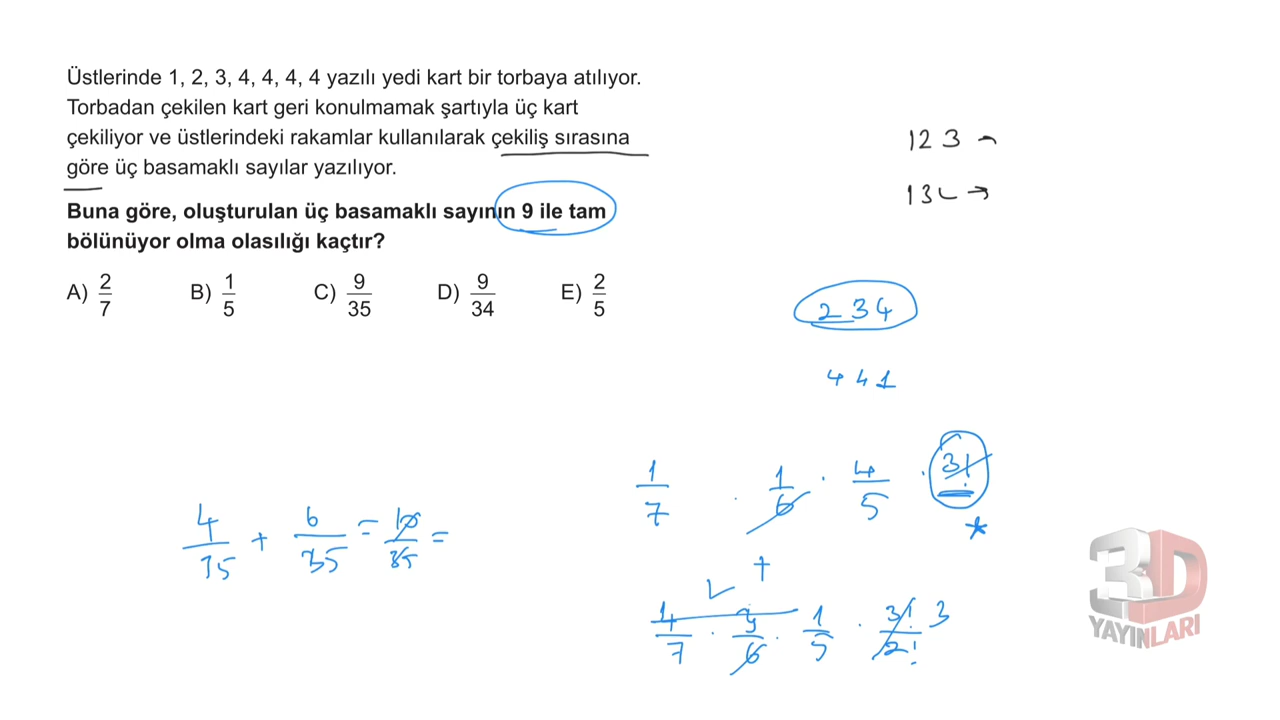 Üstlerinde 1, 2, 3, 4, 4, 4, 4 yazılı yedi kart bir torbaya atılıyor.
Torbadan çekilen kart geri konulmamak şartıyla üç kart
çekiliyor ve üstlerindeki rakamlar kullanılarak çekiliş sırasına
göre üç basamaklı sayılar yazılıyor.
Buna göre, oluşturulan üç basamaklı sayının 9 ile tam
bölünüyor olma olasılığı kaçtır?
A) 2/7 B) 1/5 C) 9/35 D) 9/34 E) 2/5
123
134 →
234
441
1/7 · 1/6 · 4/5 · 3!
+
4/7 · 3/6 · 1/5 · 3!/2! 3
4/35 + 6/35 = 10/35 =
3D
YAYINLARI